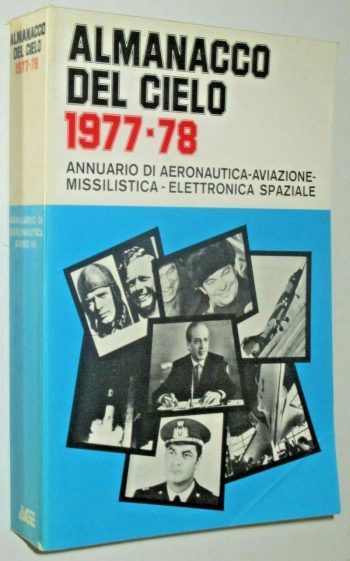 ALMANACCO
DEL CIELO
1977-78
ALMANACCO
DEL CIELO
1977·78
ANNUARIO DI AERONAUTICA-AVIAZIONE-
MISSILISTICA - ELETTRONICA SPAZIALE
ANNUARIO DI
AERONAUTICA